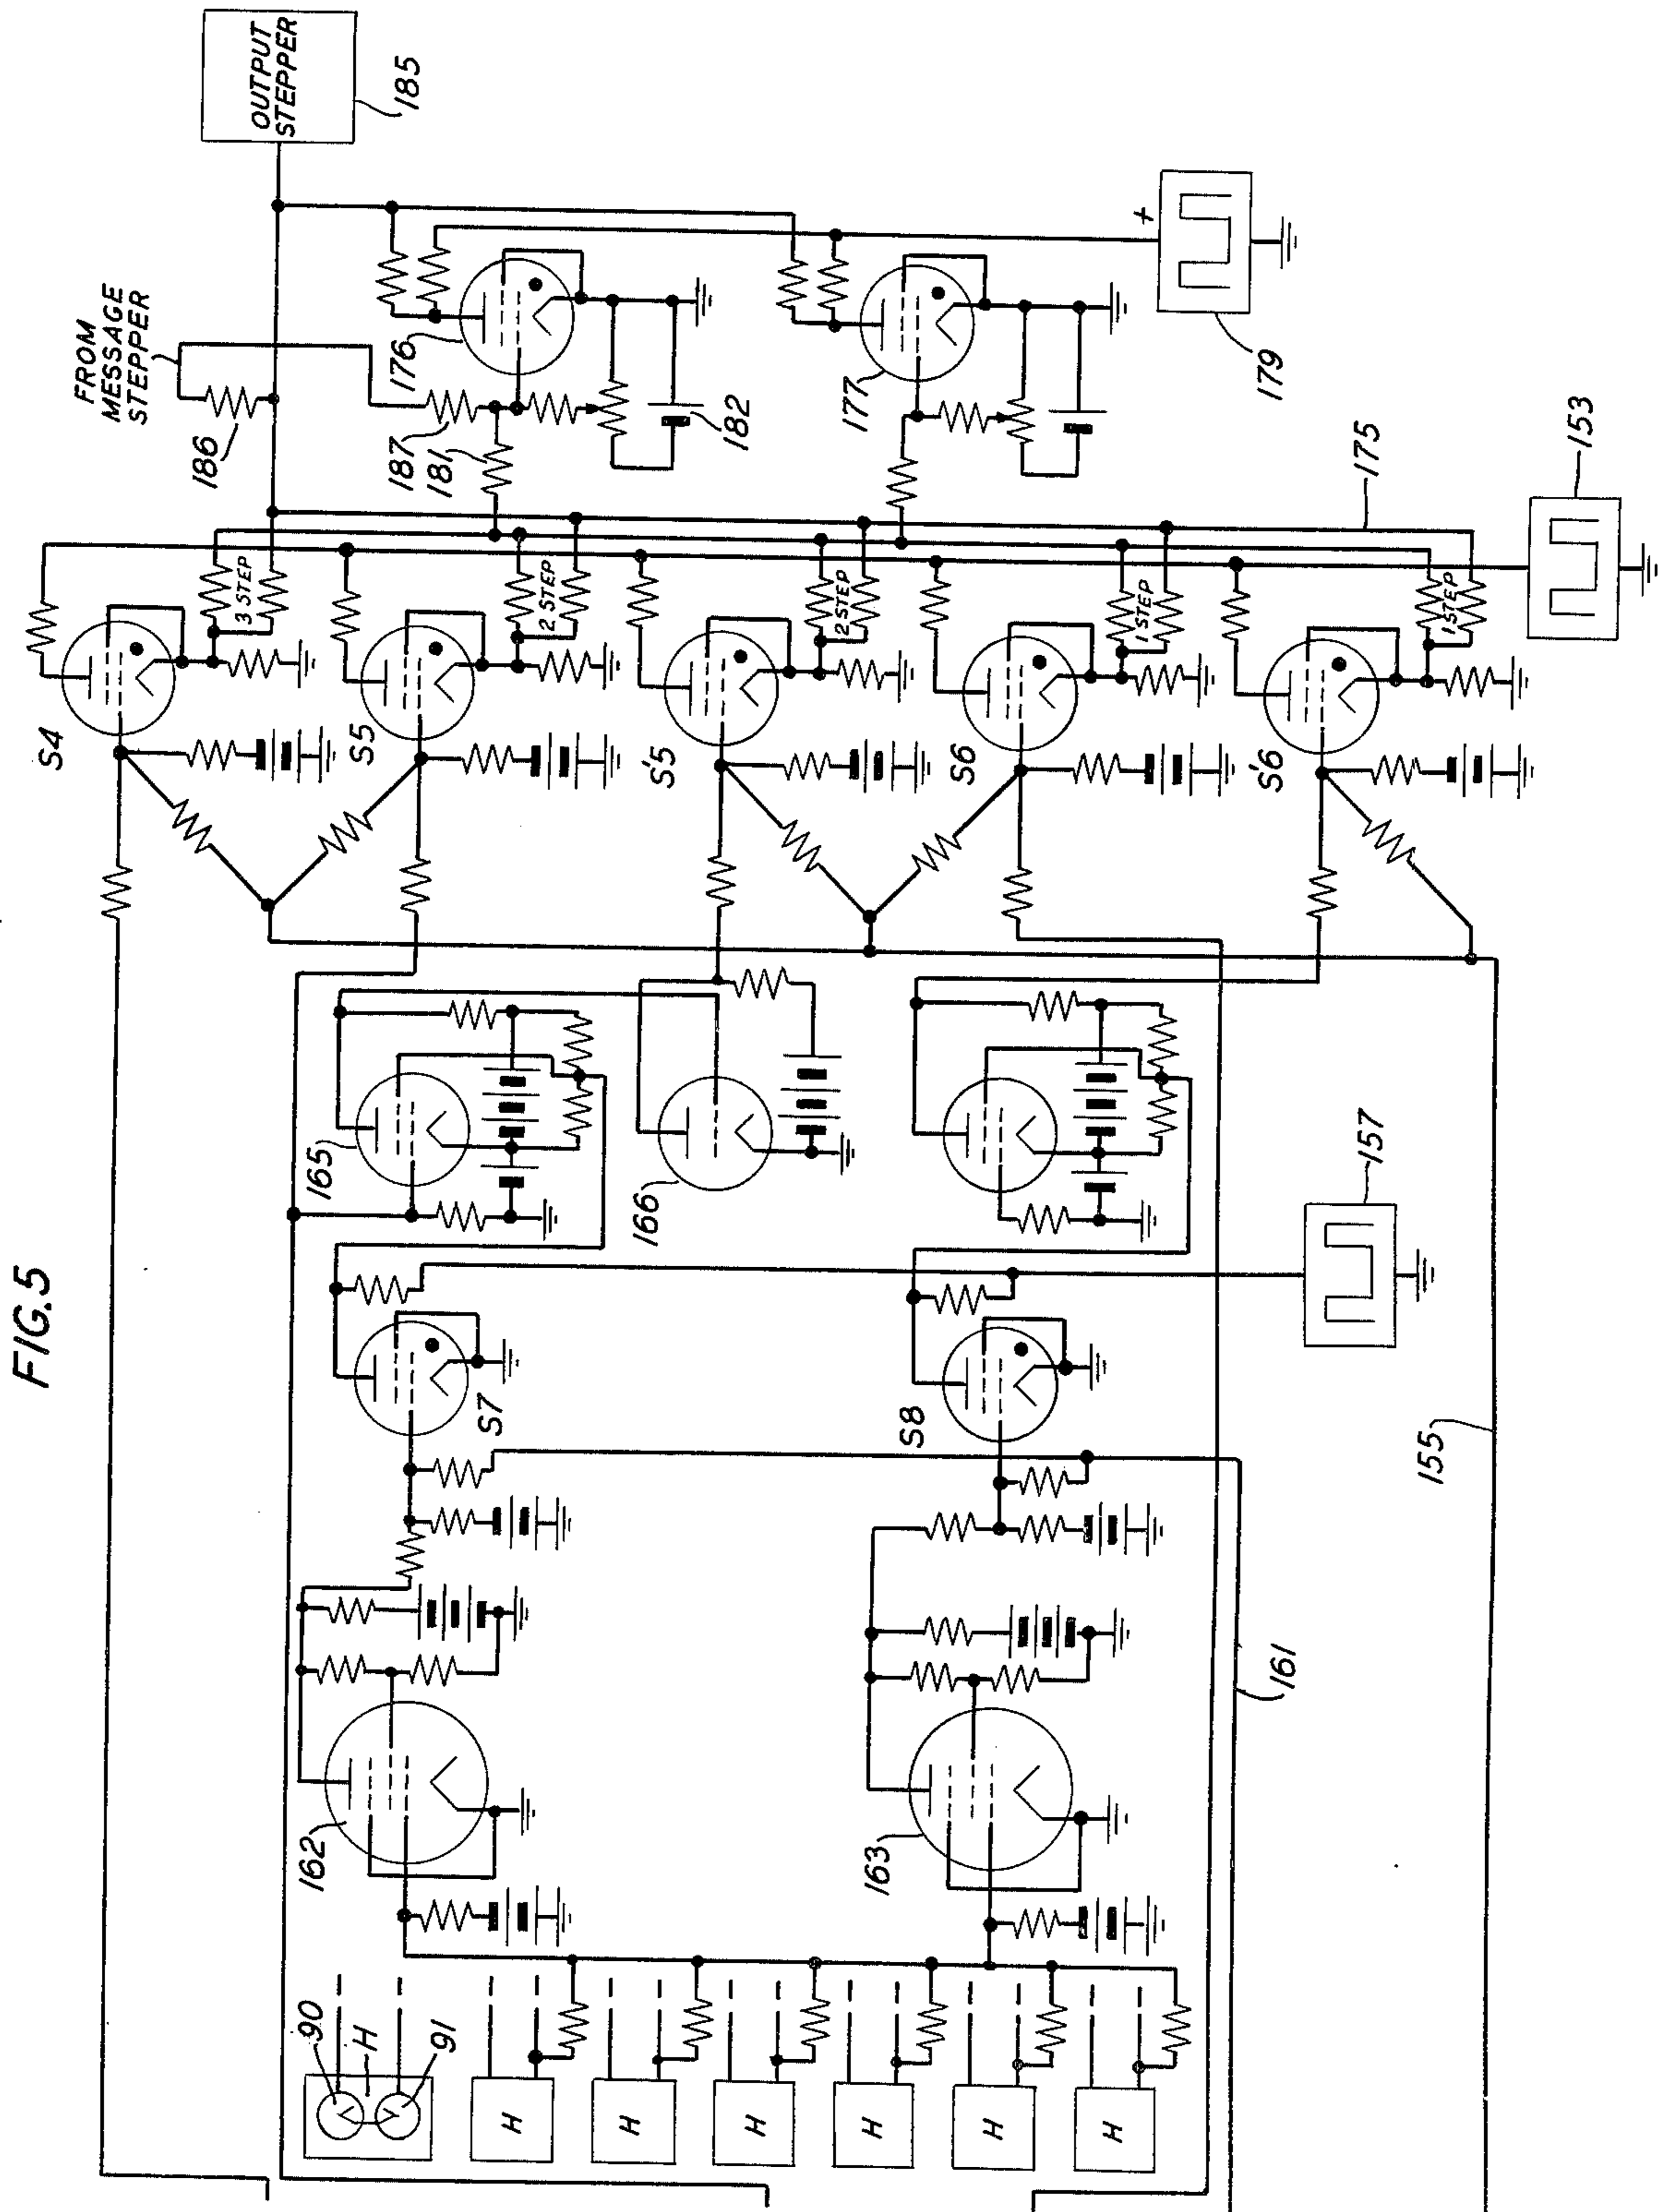 FIG.5
OUTPUT
STEPPER
185
FROM
MESSAGE
STEPPER
186
187
181
176
182
177
179
175
153
S4
3 STEP
S5
2 STEP
S'5
2 STEP
S6
1 STEP
S'6
1 STEP
+
165
166
157
S7
S8
155
162
163
161
90
H
91
H
H
H
H
H
H